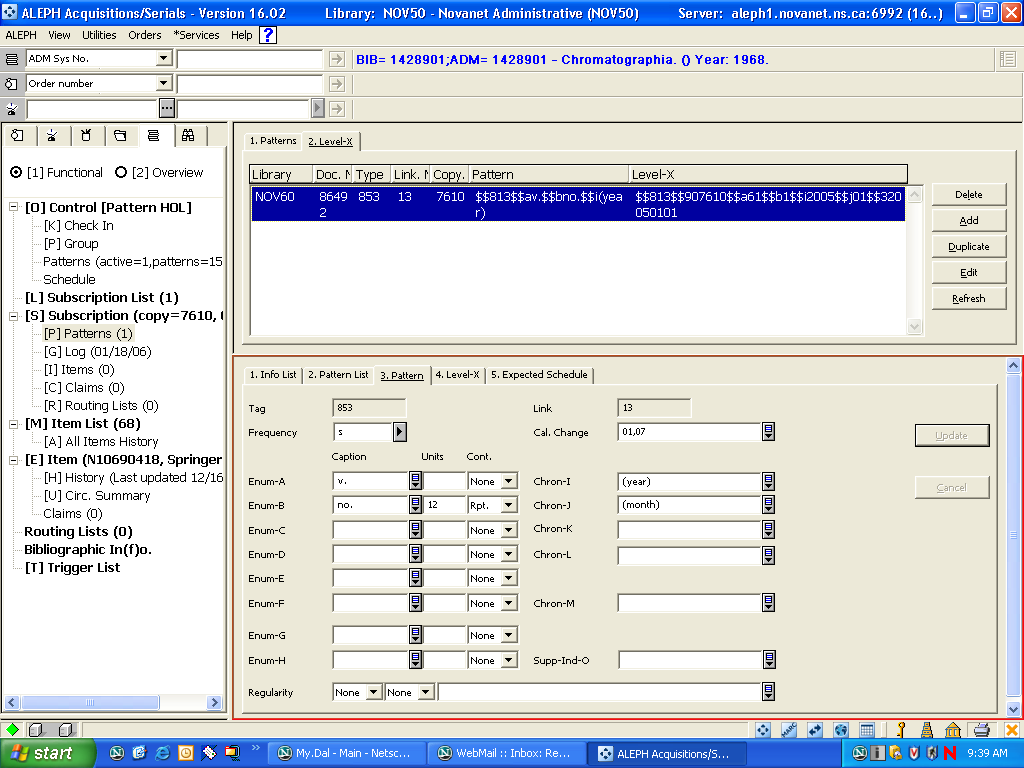 ALEPH Acquisitions/Serials - Version 16.02 Library: NOV50 - Novanet Administrative (NOV50) Server: aleph1.novanet.ns.ca:6992 (16..)
ALEPH View Utilities Orders *Services Help ?
ADM Sys No. BIB= 1428901;ADM= 1428901 - Chromatographia. () Year: 1968.
Order number
...
[1] Functional [2] Overview
[O] Control [Pattern HOL]
[K] Check In
[P] Group
Patterns (active=1,patterns=15
Schedule
[L] Subscription List (1)
[S] Subscription (copy=7610, (
[P] Patterns (1)
[G] Log (01/18/06)
[I] Items (0)
[C] Claims (0)
[R] Routing Lists (0)
[M] Item List (68)
[A] All Items History
[E] Item (N10690418, Springer
[H] History (Last updated 12/16
[U] Circ. Summary
Claims (0)
Routing Lists (0)
Bibliographic In(f)o.
[T] Trigger List
1. Patterns 2. Level-X
Library Doc. N Type Link. N Copy. Pattern Level-X
NOV60 8649 853 13 7610 $$813$$av.$$bno.$$i(yea $$813$$907610$$a61$$b1$$i2005$$j01$$320
2 r) 050101
Delete
Add
Duplicate
Edit
Refresh
1. Info List 2. Pattern List 3. Pattern 4. Level-X 5. Expected Schedule
Tag 853 Link 13
Frequency s Cal. Change 01,07
Update
Caption Units Cont.
Enum-A v. None Chron-I (year)
Cancel
Enum-B no. 12 Rpt. Chron-J (month)
Enum-C None Chron-K
Enum-D None Chron-L
Enum-E None
Enum-F None Chron-M
Enum-G None
Enum-H None Supp-Ind-O
Regularity None None
MARC
start My.Dal - Main - Netsc... WebMail :: Inbox: Re... ALEPH Acquisitions/S... 9:39 AM